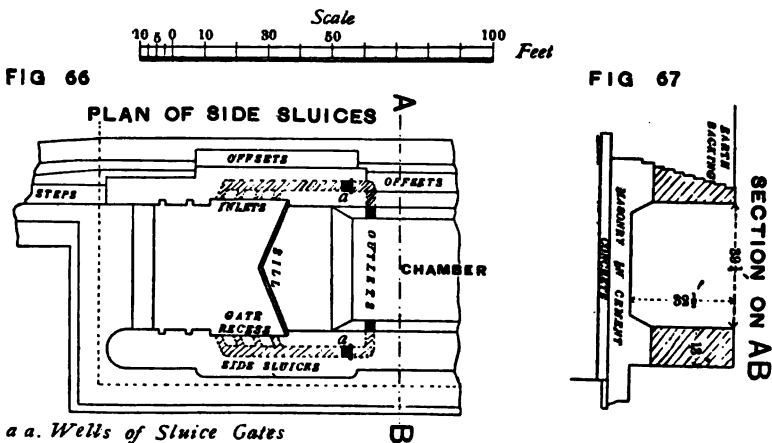 Scale
10 5 0 10 30 50 100
Feet
FIG 66
FIG 67
PLAN OF SIDE SLUICES
A
OFFSETS
STEPS
OFFSETS
a
INLETS
SILL
OUTLETS
CHAMBER
GATE
RECESS
a
SIDE SLUICES
B
a a. Wells of Sluice Gates
EARTH
BACKING
MASONRY IN CEMENT
CONCRETE
SECTION ON AB